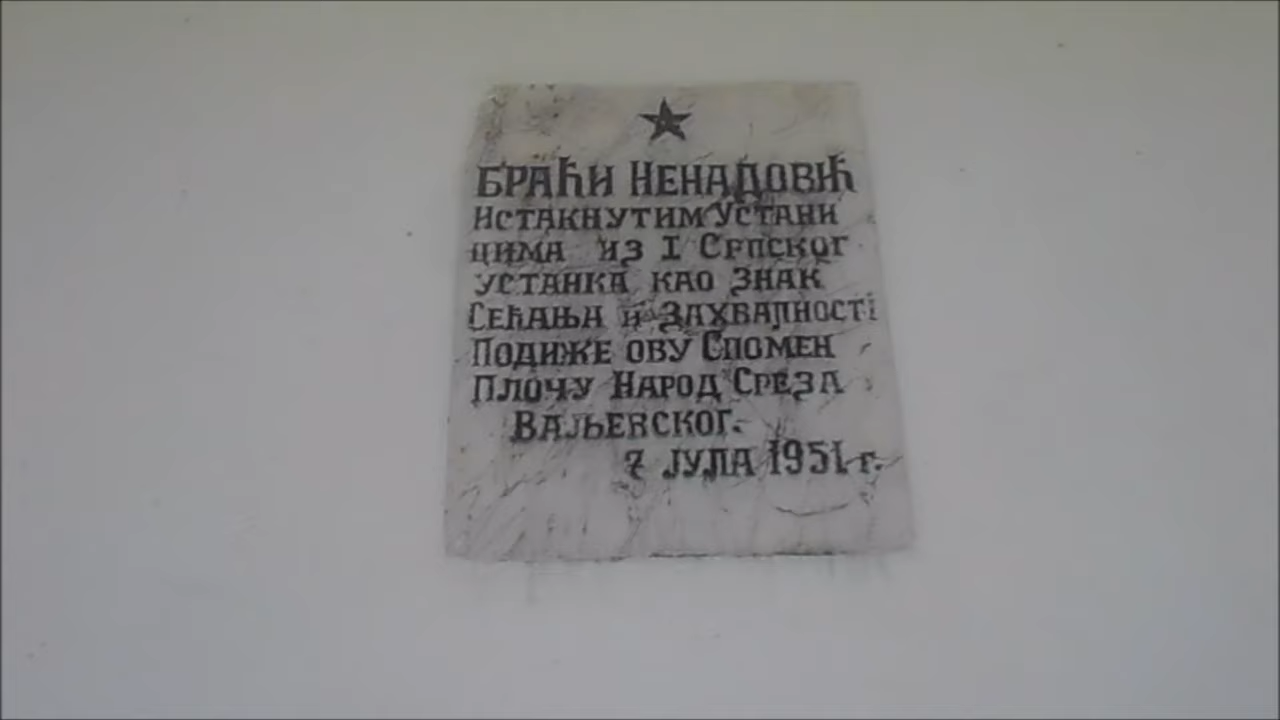 БРАЋИ НЕНАДОВИЋ
ИСТАКНУТИМ УСТАНИ
ЦИМА ИЗ I СРПСКОГ
УСТАНКА КАО ЗНАК
СЕЋАЊА И ЗАХВАЛНОСТИ
ПОДИЖЕ ОВУ СПОМЕН
ПЛОЧУ НАРОД СРЕЗА
ВАЉЕВСКОГ.
7 ЈУЛА 1951 г.